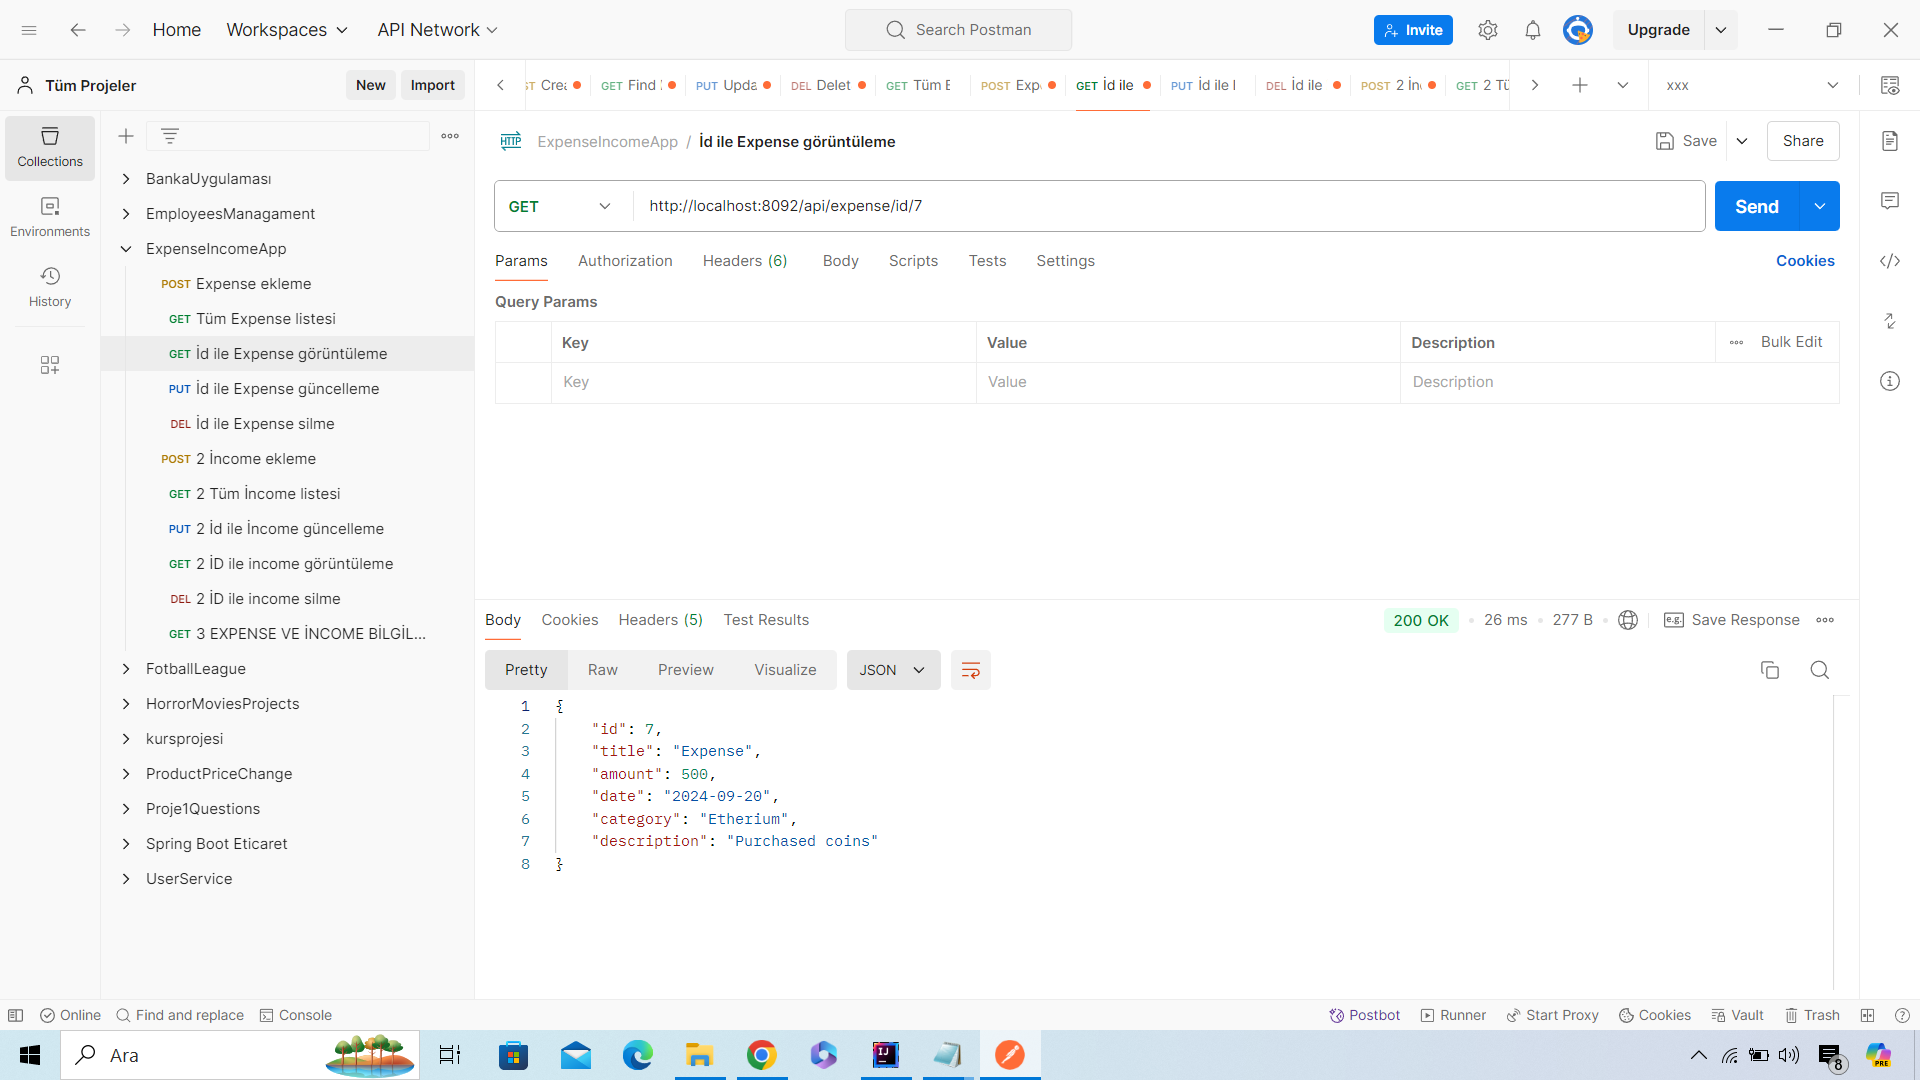 Home Workspaces API Network Search Postman Invite Upgrade
Tüm Projeler New Import
ST Crea GET Find PUT Upda DEL Delet GET Tüm E POST Exp GET İd ile PUT İd ile DEL İd ile POST 2 İn GET 2 Tü xxx
HTTP ExpenseIncomeApp / İd ile Expense görüntüleme Save Share
Collections
Environments
History
BankaUygulaması
EmployeesManagament
ExpenseIncomeApp
POST Expense ekleme
GET Tüm Expense listesi
GET İd ile Expense görüntüleme
PUT İd ile Expense güncelleme
DEL İd ile Expense silme
POST 2 İncome ekleme
GET 2 Tüm İncome listesi
PUT 2 İd ile İncome güncelleme
GET 2 İD ile income görüntüleme
DEL 2 İD ile income silme
GET 3 EXPENSE VE İNCOME BİLGİL...
FotballLeague
HorrorMoviesProjects
kursprojesi
ProductPriceChange
Proje1Questions
Spring Boot Eticaret
UserService
GET http://localhost:8092/api/expense/id/7 Send
Params Authorization Headers (6) Body Scripts Tests Settings Cookies
Query Params
Key Value Description Bulk Edit
Key Value Description
Body Cookies Headers (5) Test Results 200 OK 26 ms 277 B e.g. Save Response
Pretty Raw Preview Visualize JSON
1 {
2 "id": 7,
3 "title": "Expense",
4 "amount": 500,
5 "date": "2024-09-20",
6 "category": "Etherium",
7 "description": "Purchased coins"
8 }
Online Find and replace Console Postbot Runner Start Proxy Cookies Vault Trash
Ara IJ 8 PRE